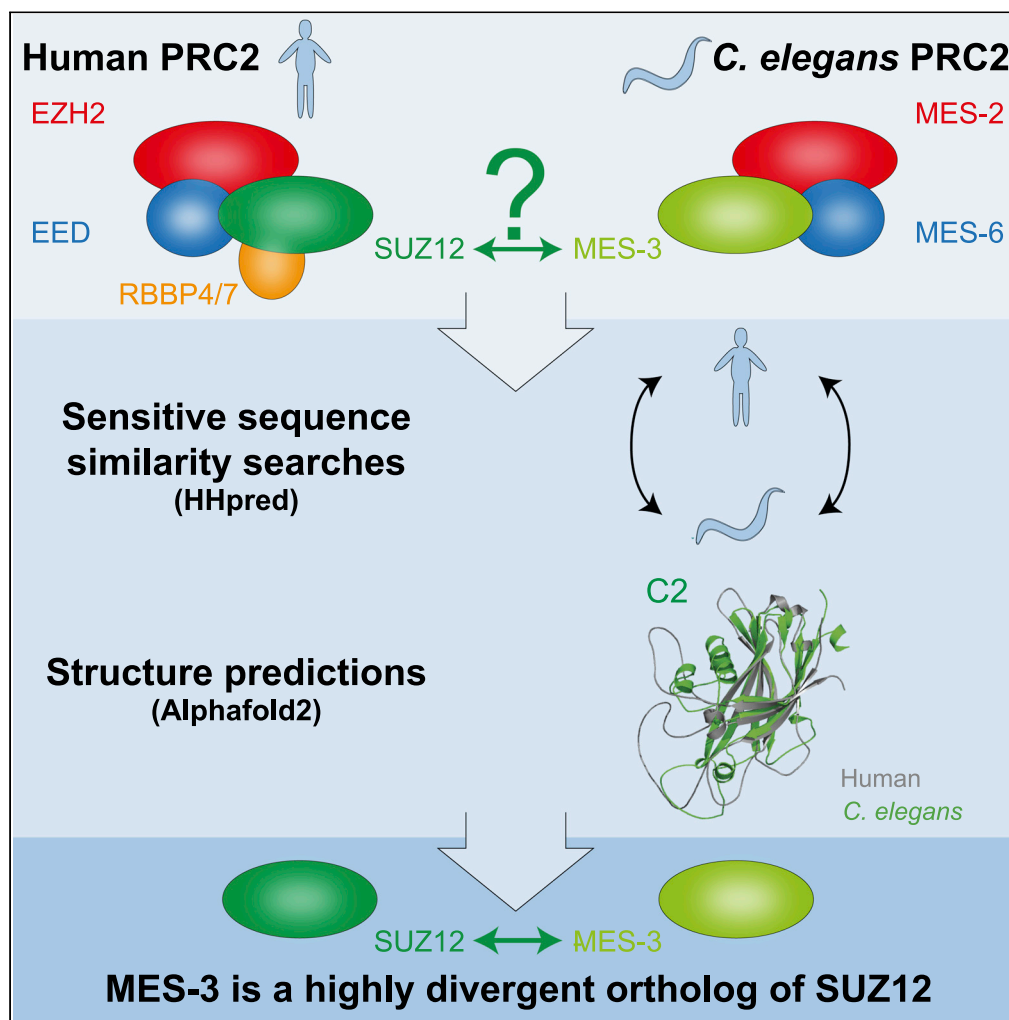 Human PRC2
C. elegans PRC2
EZH2
MES-2
?
EED
SUZ12
MES-3
MES-6
RBBP4/7
Sensitive sequence
similarity searches
(HHpred)
C2
Structure predictions
(Alphafold2)
Human
C. elegans
SUZ12
MES-3
MES-3 is a highly divergent ortholog of SUZ12